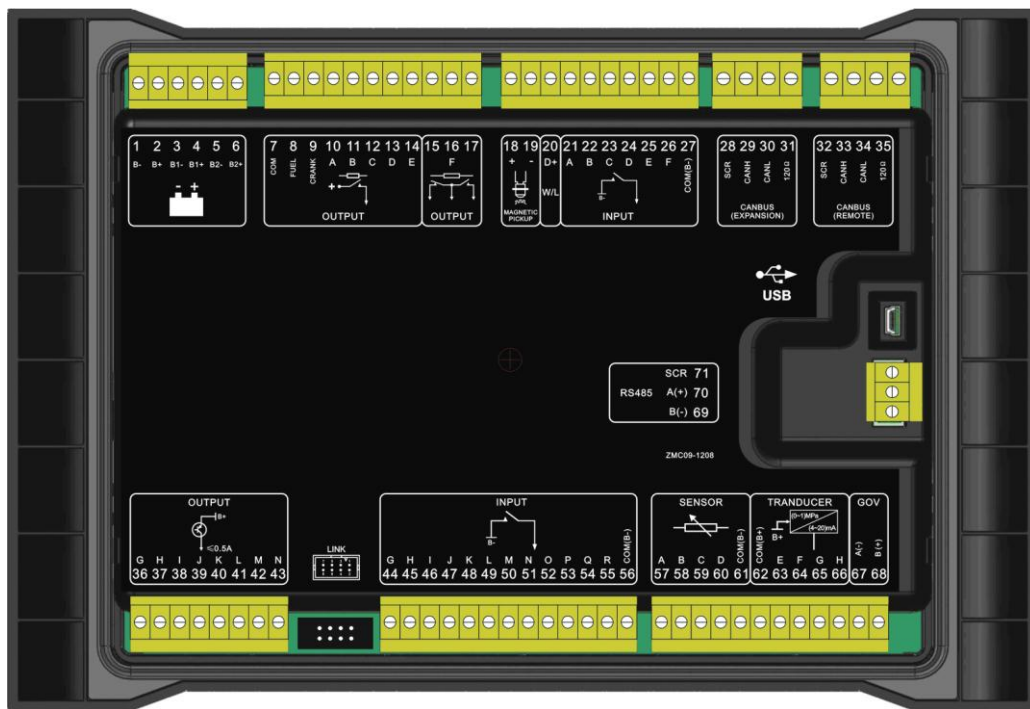 1 2 3 4 5 6
B- B+ B1- B1+ B2- B2+
- +
7 8 9 10 11 12 13 14
COM FUEL CRANK A B C D E
+
OUTPUT
15 16 17
F
OUTPUT
18 19
+ -
MAGNETIC
PICKUP
20
D+
W/L
21 22 23 24 25 26 27
A B C D E F COM(B-)
B-
INPUT
28 29 30 31
SCR CANH CANL 120Ω
CANBUS
(EXPANSION)
32 33 34 35
SCR CANH CANL 120Ω
CANBUS
(REMOTE)
USB
SCR 71
RS485 A(+) 70
B(-) 69
ZMC09-1208
OUTPUT
B+
≤0.5A
G H I J K L M N
36 37 38 39 40 41 42 43
LINK
INPUT
B-
G H I J K L M N O P Q R COM(B-)
44 45 46 47 48 49 50 51 52 53 54 55 56
SENSOR
A B C D COM(B-)
57 58 59 60 61
TRANDUCER
(0~1)MPa
B+ (4~20)mA
COM(B+) E F G H
62 63 64 65 66
GOV
A(-) B (+)
67 68